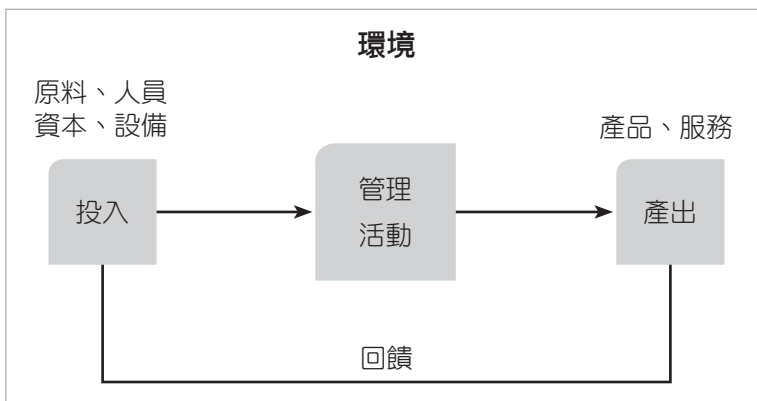 環境
原料、人員
資本、設備
產品、服務
投入
管理
活動
產出
回饋